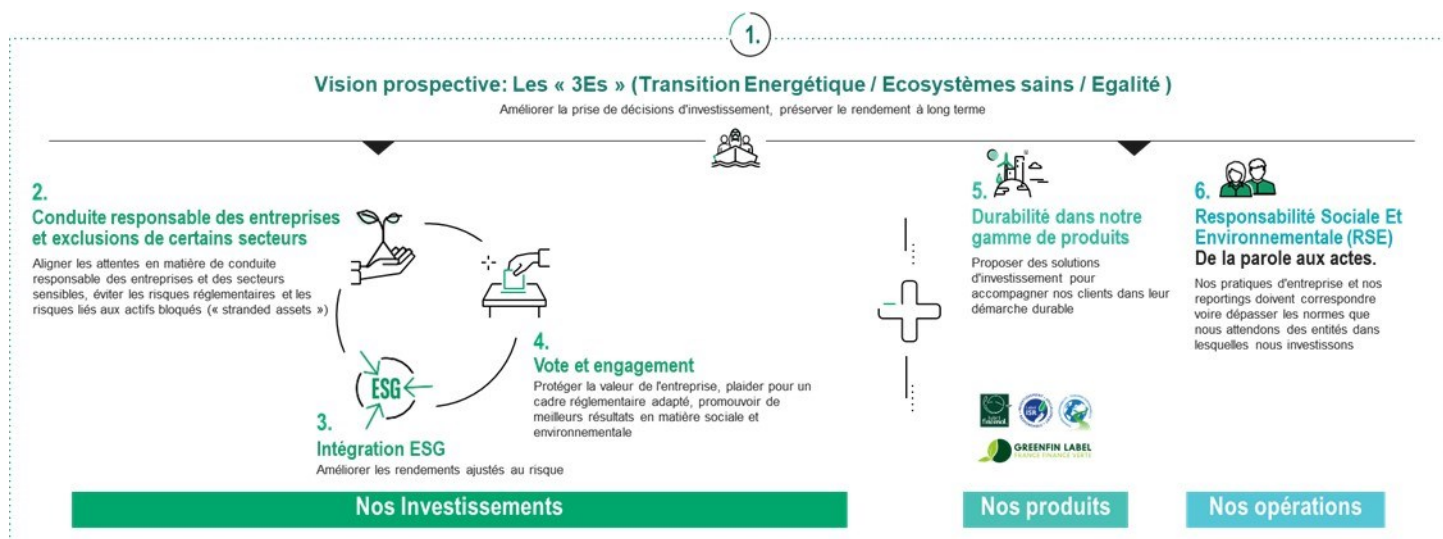 1.
Vision prospective: Les « 3Es » (Transition Energétique / Ecosystèmes sains / Egalité )
Améliorer la prise de décisions d'investissement, préserver le rendement à long terme
2.
Conduite responsable des entreprises
et exclusions de certains secteurs
Aligner les attentes en matière de conduite
responsable des entreprises et des secteurs
sensibles, éviter les risques réglementaires et les
risques liés aux actifs bloqués (« stranded assets »)
ESG
3.
Intégration ESG
Améliorer les rendements ajustés au risque
4.
Vote et engagement
Protéger la valeur de l'entreprise, plaider pour un
cadre réglementaire adapté, promouvoir de
meilleurs résultats en matière sociale et
environnementale
Nos Investissements
5.
Durabilité dans notre
gamme de produits
Proposer des solutions
d'investissement pour
accompagner nos clients dans leur
démarche durable
ISR
GREENFIN LABEL
FRANCE FINANCE VERTE
Nos produits
6.
Responsabilité Sociale Et
Environnementale (RSE)
De la parole aux actes.
Nos pratiques d'entreprise et nos
reportings doivent correspondre
voire dépasser les normes que
nous attendons des entités dans
lesquelles nous investissons
Nos opérations